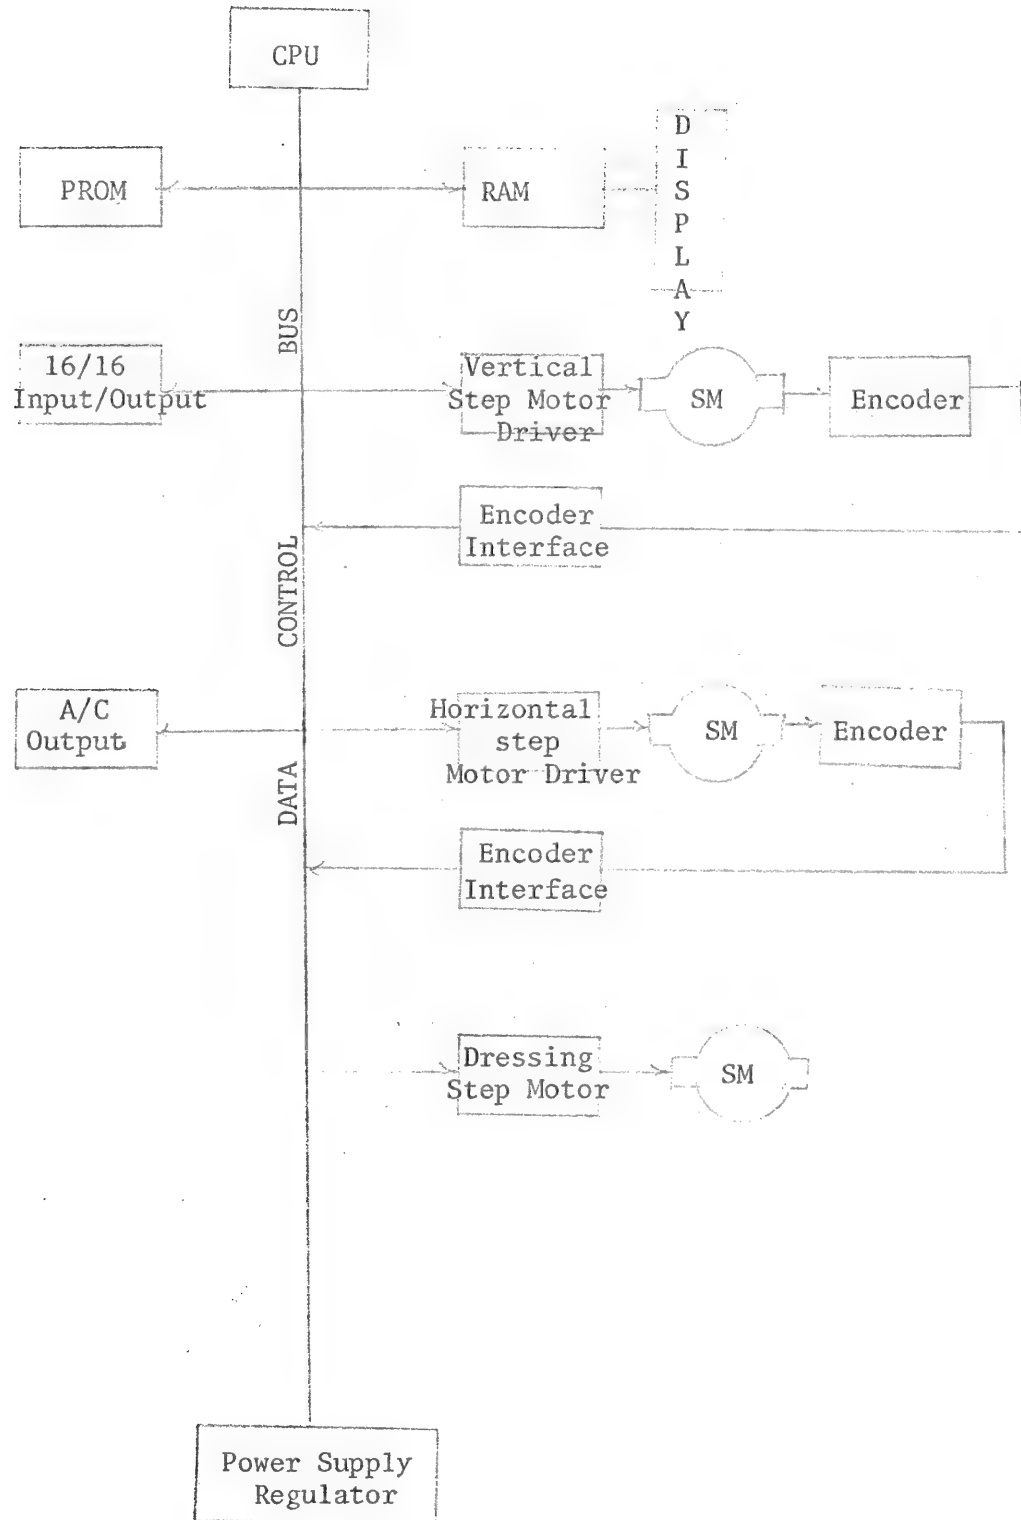 CPU
PROM
RAM
DISPLAY
BUS
16/16
Input/Output
Vertical
Step Motor
Driver
SM
Encoder
Encoder
Interface
CONTROL
A/C
Output
Horizontal
step
Motor Driver
SM
Encoder
DATA
Encoder
Interface
Dressing
Step Motor
SM
Power Supply
Regulator